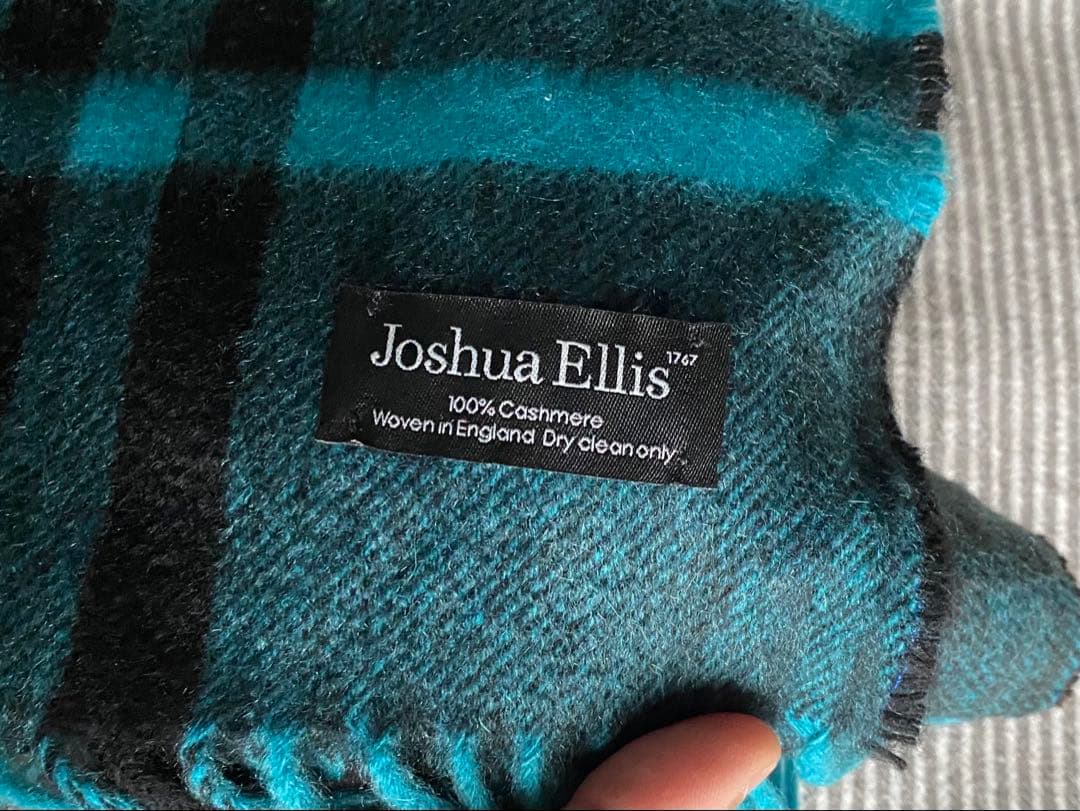 Joshua Ellis 1767
100% Cashmere
Woven in England Dry clean only